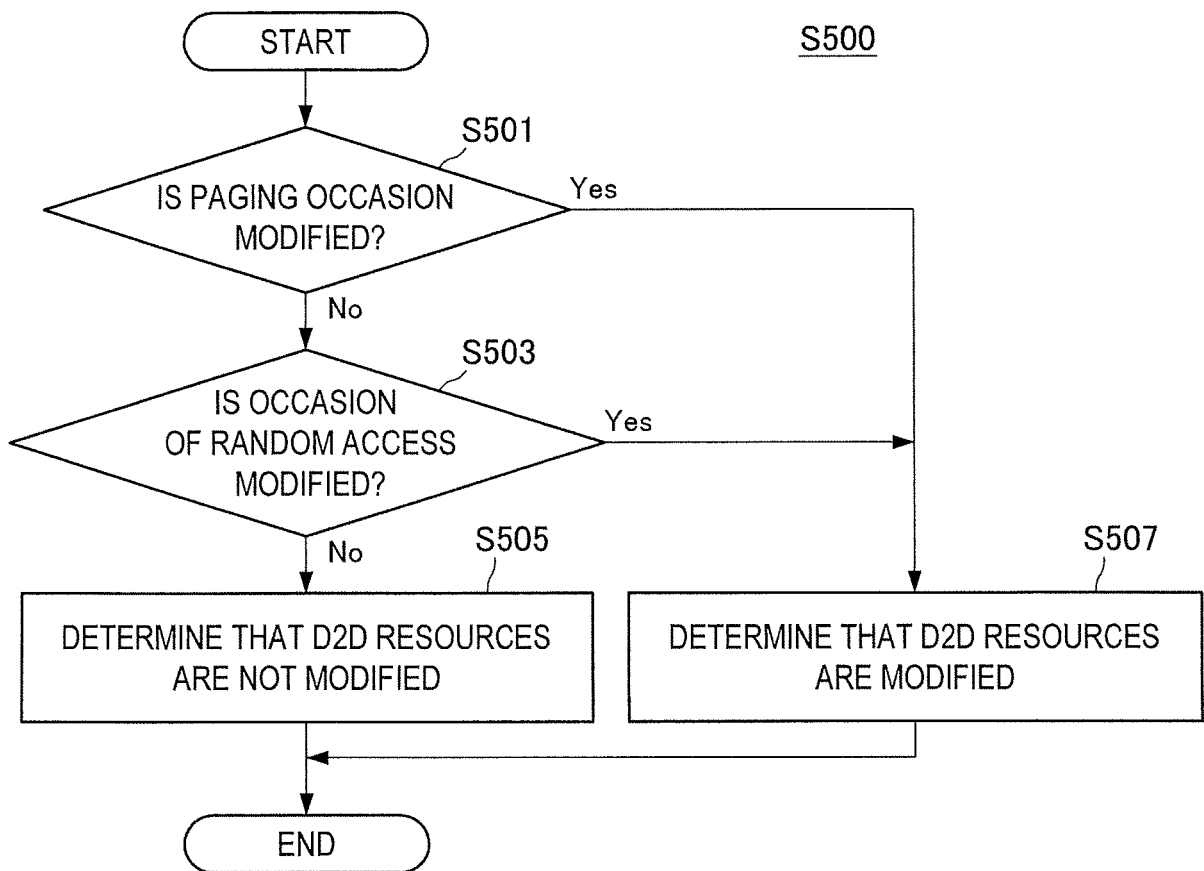 START
S500
S501
IS PAGING OCCASION
MODIFIED?
Yes
No
S503
IS OCCASION
OF RANDOM ACCESS
MODIFIED?
Yes
No
S505
DETERMINE THAT D2D RESOURCES
ARE NOT MODIFIED
S507
DETERMINE THAT D2D RESOURCES
ARE MODIFIED
END